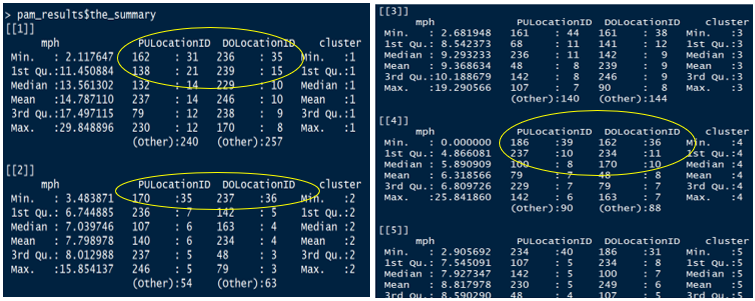 > pam_results$the_summary
[[1]]
mph PULocationID DOLocationID cluster
Min. : 2.117647 162 : 31 236 : 35 Min. :1
1st Qu.:11.450884 138 : 21 239 : 15 1st Qu.:1
Median :13.561302 132 : 14 229 : 10 Median :1
Mean :14.787110 237 : 14 246 : 10 Mean :1
3rd Qu.:17.497115 79 : 12 238 : 9 3rd Qu.:1
Max. :29.848896 230 : 12 170 : 8 Max. :1
(Other):240 (Other):257
[[2]]
mph PULocationID DOLocationID cluster
Min. : 3.483871 170 :35 237 :36 Min. :2
1st Qu.: 6.744885 236 : 7 142 : 5 1st Qu.:2
Median : 7.039746 107 : 6 163 : 4 Median :2
Mean : 7.798978 140 : 6 234 : 4 Mean :2
3rd Qu.: 8.012988 237 : 5 48 : 3 3rd Qu.:2
Max. :15.854137 246 : 5 79 : 3 Max. :2
(Other):54 (Other):63
[[3]]
mph PULocationID DOLocationID cluster
Min. : 2.681948 161 : 44 161 : 38 Min. :3
1st Qu.: 8.542373 68 : 11 141 : 12 1st Qu.:3
Median : 9.293233 236 : 11 142 : 9 Median :3
Mean : 9.368634 48 : 8 239 : 9 Mean :3
3rd Qu.:10.188679 142 : 8 246 : 9 3rd Qu.:3
Max. :19.290566 107 : 7 90 : 8 Max. :3
(Other):140 (Other):144
[[4]]
mph PULocationID DOLocationID cluster
Min. : 0.000000 186 :39 162 :36 Min. :4
1st Qu.: 4.866081 237 :10 234 :11 1st Qu.:4
Median : 5.890909 100 : 8 170 :10 Median :4
Mean : 6.318566 79 : 7 48 : 8 Mean :4
3rd Qu.: 6.809726 229 : 7 79 : 7 3rd Qu.:4
Max. :25.841860 142 : 6 163 : 7 Max. :4
(Other):90 (Other):88
[[5]]
mph PULocationID DOLocationID cluster
Min. : 2.905692 234 :40 186 :31 Min. :5
1st Qu.: 7.545091 107 : 5 234 : 8 1st Qu.:5
Median : 7.927347 142 : 5 100 : 7 Median :5
Mean : 8.817978 230 : 5 249 : 6 Mean :5
3rd Qu.: 8.590290 48 : 4 107 : 5 3rd Qu.:5